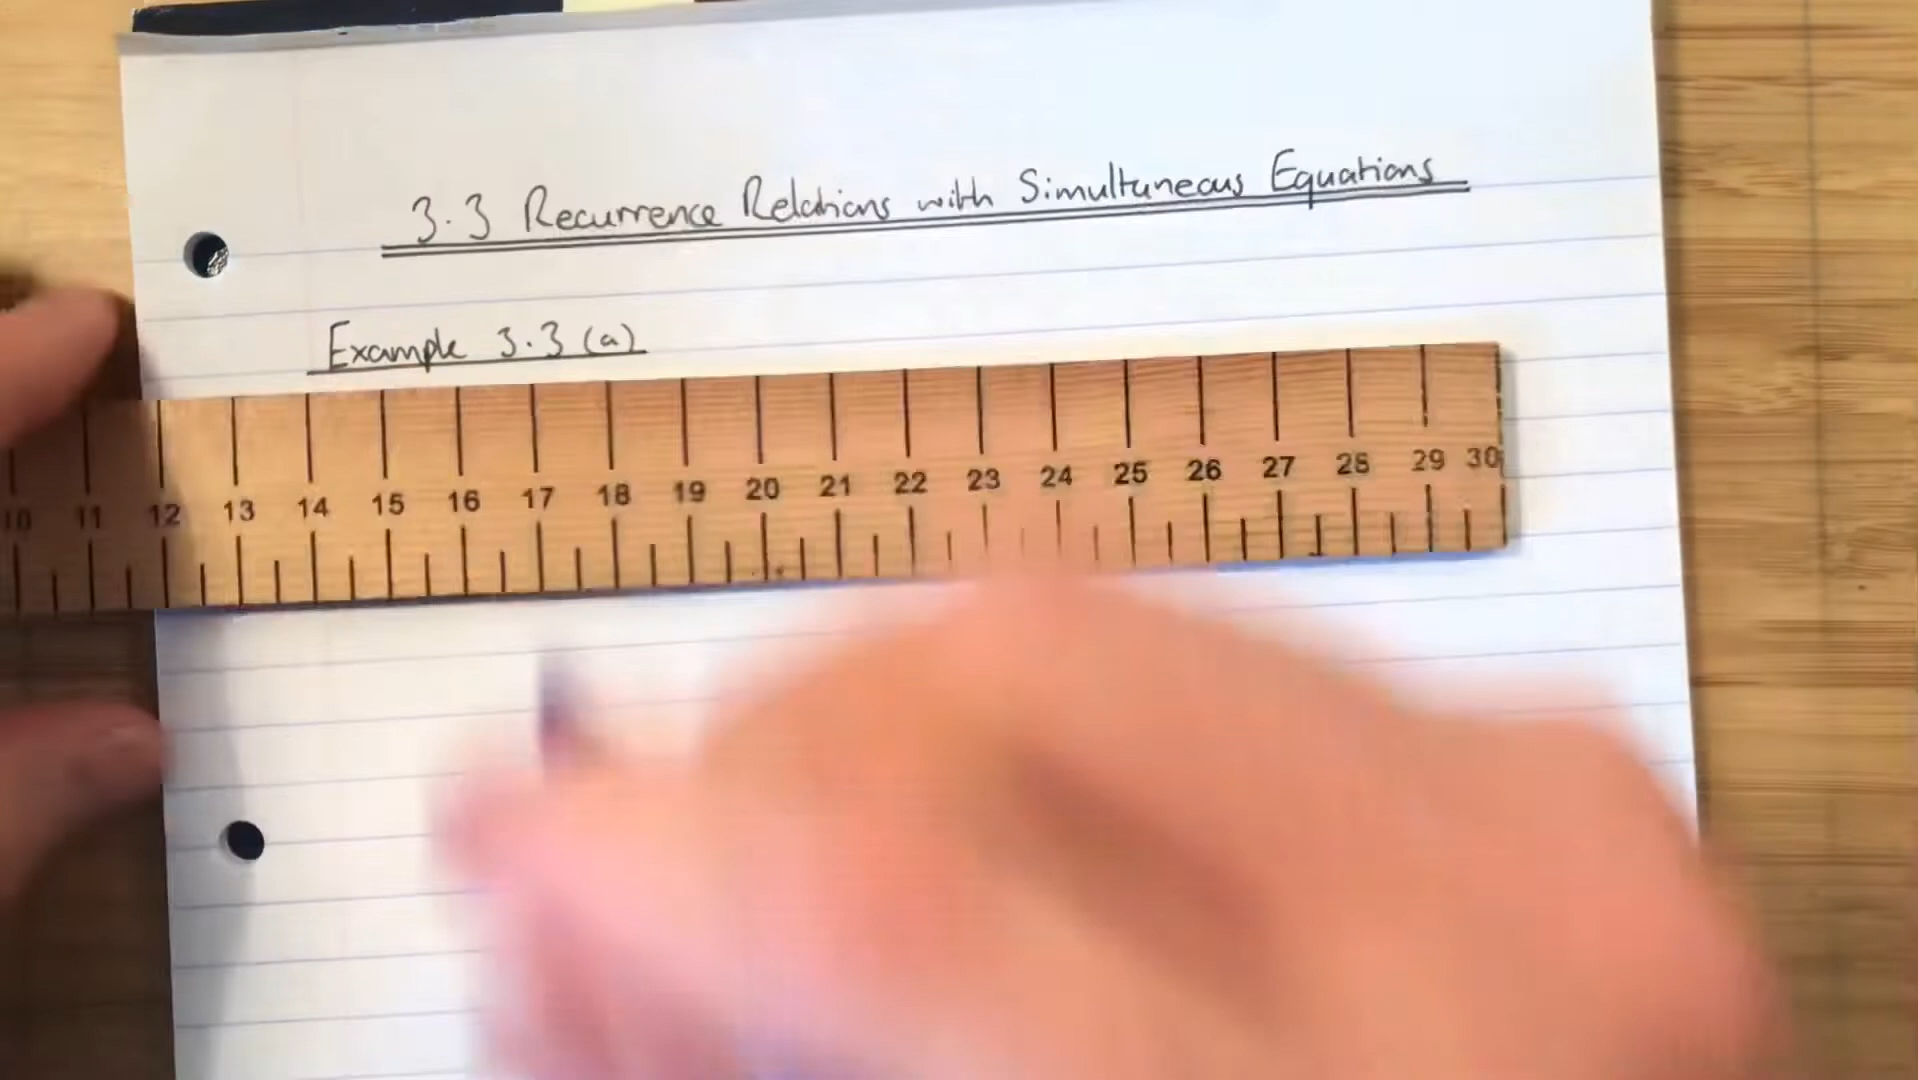 3.3 Recurrence Relations with Simultaneous Equations
Example 3.3 (a)
10 11 12 13 14 15 16 17 18 19 20 21 22 23 24 25 26 27 28 29 30